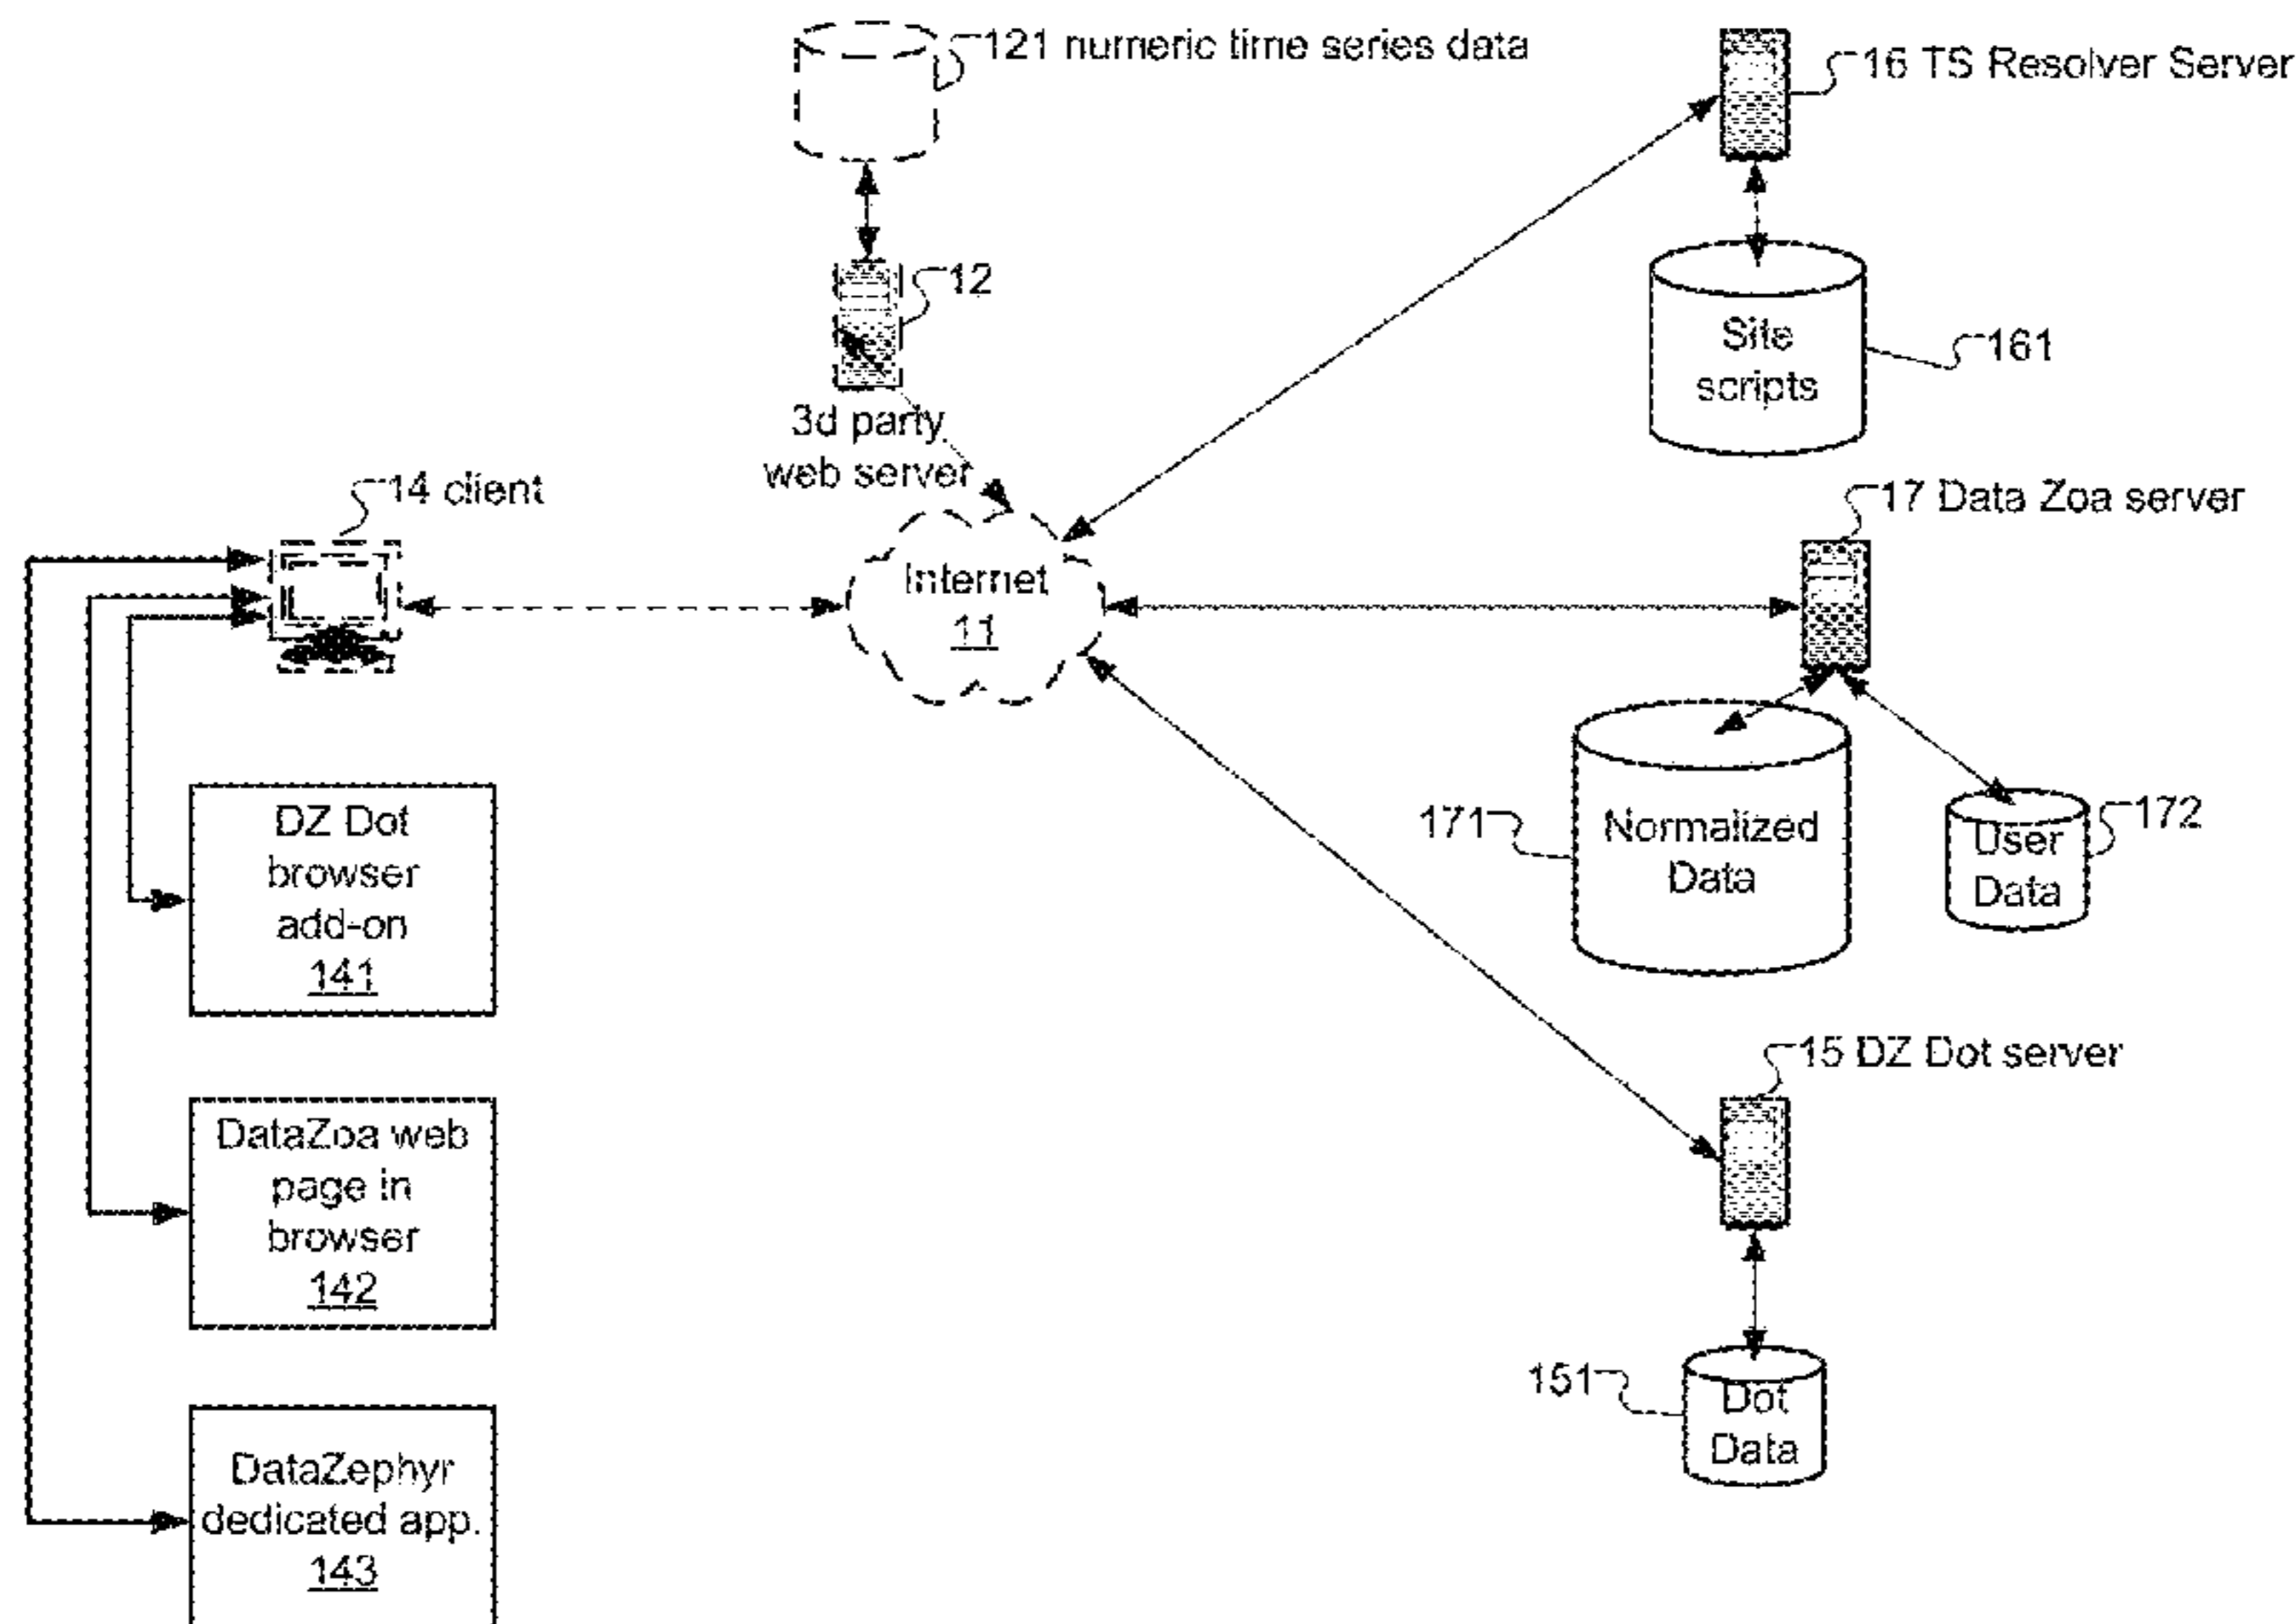 121 numeric time series data
16 TS Resolver Server
12
Site
scripts
161
3d party
web server
14 client
17 Data Zoa server
Internet
11
171
Normalized
Data
User
Data
172
DZ Dot
browser
add-on
141
15 DZ Dot server
DataZoa web
page in
browser
142
151
Dot
Data
DataZephyr
dedicated app.
143